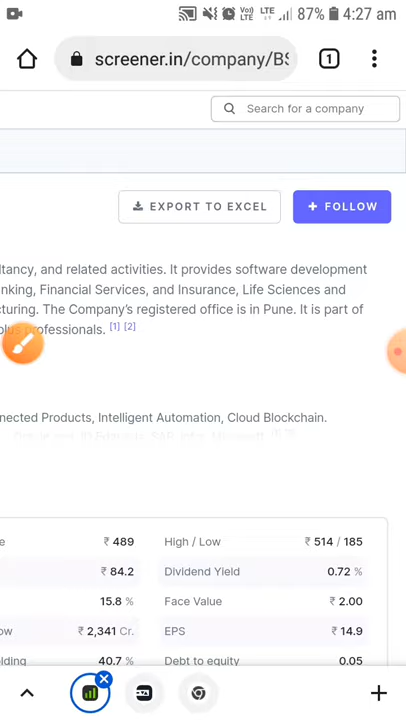 87% 4:27 am
screener.in/company/BS
1
Search for a company
EXPORT TO EXCEL
+ FOLLOW
ltancy, and related activities. It provides software development
nking, Financial Services, and Insurance, Life Sciences and
cturing. The Company's registered office is in Pune. It is part of
plus professionals. [1] [2]
nnected Products, Intelligent Automation, Cloud Blockchain.
e ₹ 489 High / Low ₹ 514 / 185
₹ 84.2 Dividend Yield 0.72 %
15.8 % Face Value ₹ 2.00
ow ₹ 2,341 Cr. EPS ₹ 14.9
olding 40.7 % Debt to equity 0.05